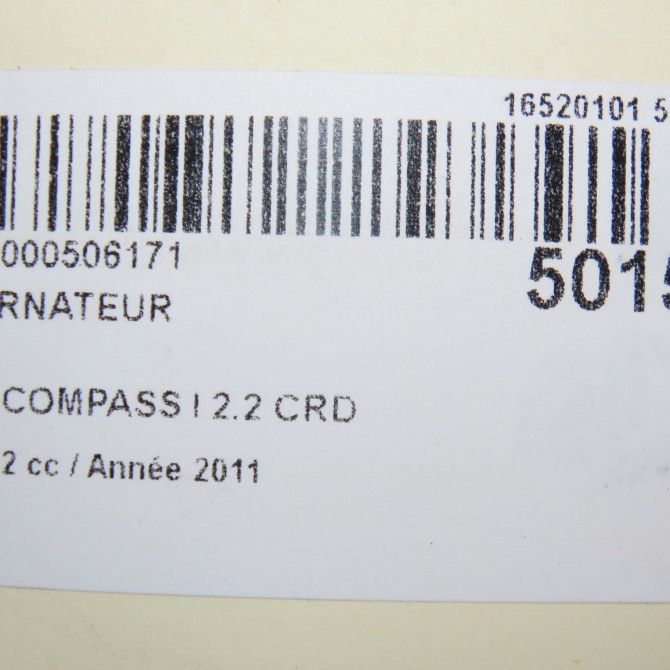 16520101 5
000506171
5015
RNATEUR
COMPASS I 2.2 CRD
2 cc / Année 2011